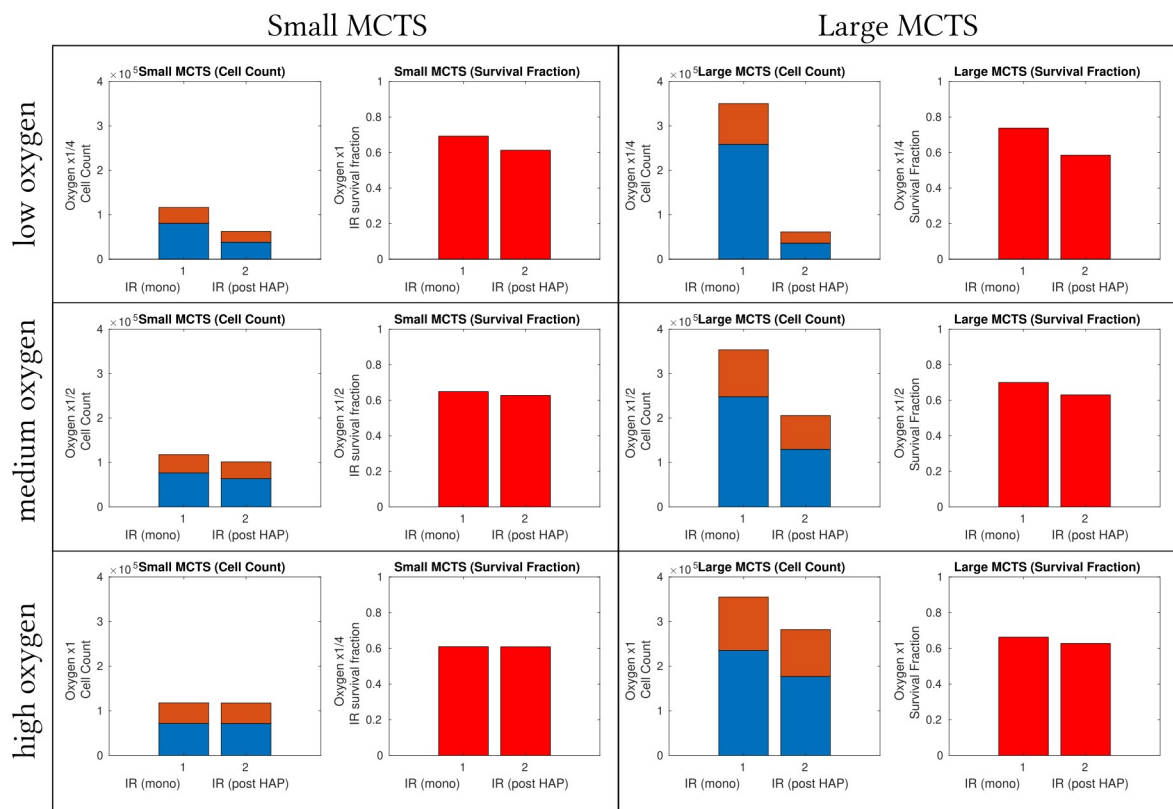 Small MCTS
Large MCTS
low oxygen
×10^5 Small MCTS (Cell Count)
Oxygen x1/4
Cell Count
4
3
2
1
0
1
2
IR (mono)
IR (post HAP)
Small MCTS (Survival Fraction)
Oxygen x1
IR survival fraction
1
0.8
0.6
0.4
0.2
0
1
2
IR (mono)
IR (post HAP)
×10^5 Large MCTS (Cell Count)
Oxygen x1/4
Cell Count
4
3
2
1
0
1
2
IR (mono)
IR (post HAP)
Large MCTS (Survival Fraction)
Oxygen x1/4
Survival Fraction
1
0.8
0.6
0.4
0.2
0
1
2
IR (mono)
IR (post HAP)
medium oxygen
×10^5 Small MCTS (Cell Count)
Oxygen x1/2
Cell Count
4
3
2
1
0
1
2
IR (mono)
IR (post HAP)
Small MCTS (Survival Fraction)
Oxygen x1/2
IR survival fraction
1
0.8
0.6
0.4
0.2
0
1
2
IR (mono)
IR (post HAP)
×10^5 Large MCTS (Cell Count)
Oxygen x1/2
Cell Count
4
3
2
1
0
1
2
IR (mono)
IR (post HAP)
Large MCTS (Survival Fraction)
Oxygen x1/2
Survival Fraction
1
0.8
0.6
0.4
0.2
0
1
2
IR (mono)
IR (post HAP)
high oxygen
×10^5 Small MCTS (Cell Count)
Oxygen x1
Cell Count
4
3
2
1
0
1
2
IR (mono)
IR (post HAP)
Small MCTS (Survival Fraction)
Oxygen x1/4
IR survival fraction
1
0.8
0.6
0.4
0.2
0
1
2
IR (mono)
IR (post HAP)
×10^5 Large MCTS (Cell Count)
Oxygen x1
Cell Count
4
3
2
1
0
1
2
IR (mono)
IR (post HAP)
Large MCTS (Survival Fraction)
Oxygen x1
Survival Fraction
1
0.8
0.6
0.4
0.2
0
1
2
IR (mono)
IR (post HAP)